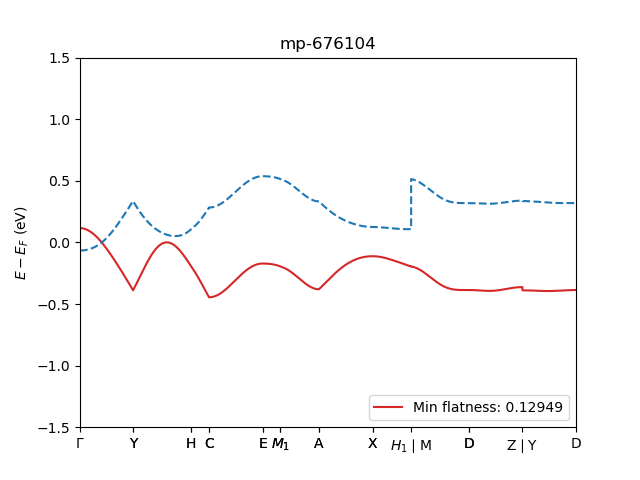 mp-676104
1.5
1.0
0.5
0.0
−0.5
−1.0
−1.5
E − E_F (eV)
Min flatness: 0.12949
Γ Y H C E M_1 A X H_1 | M D Z | Y D